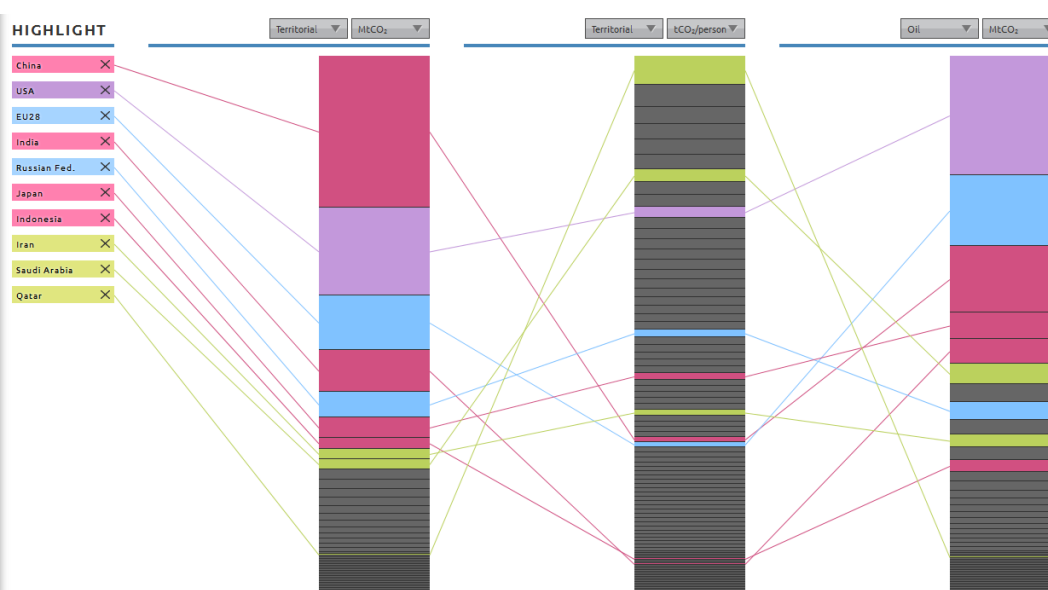 HIGHLIGHT
Territorial MtCO₂
Territorial tCO₂/person
Oil MtCO₂
China
USA
EU28
India
Russian Fed.
Japan
Indonesia
Iran
Saudi Arabia
Qatar